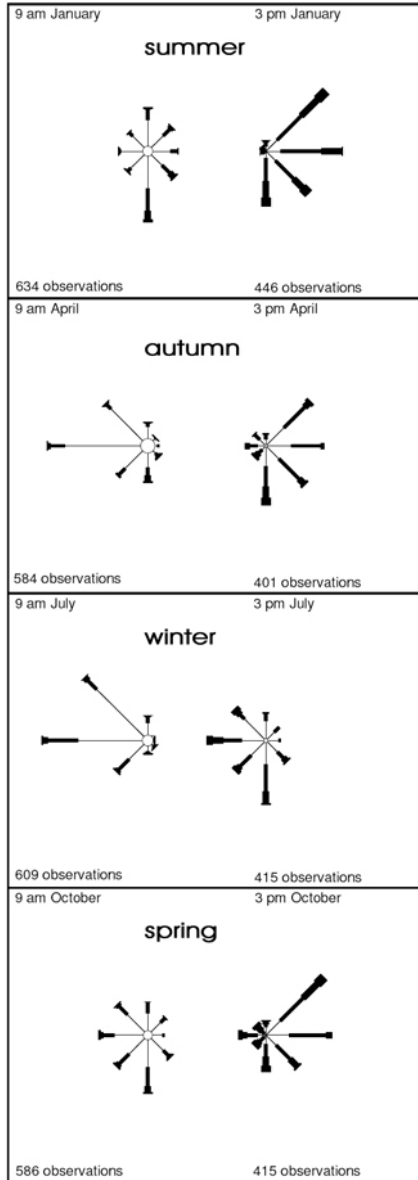 9 am January 3 pm January
summer
634 observations 446 observations
9 am April 3 pm April
autumn
584 observations 401 observations
9 am July 3 pm July
winter
609 observations 415 observations
9 am October 3 pm October
spring
586 observations 415 observations